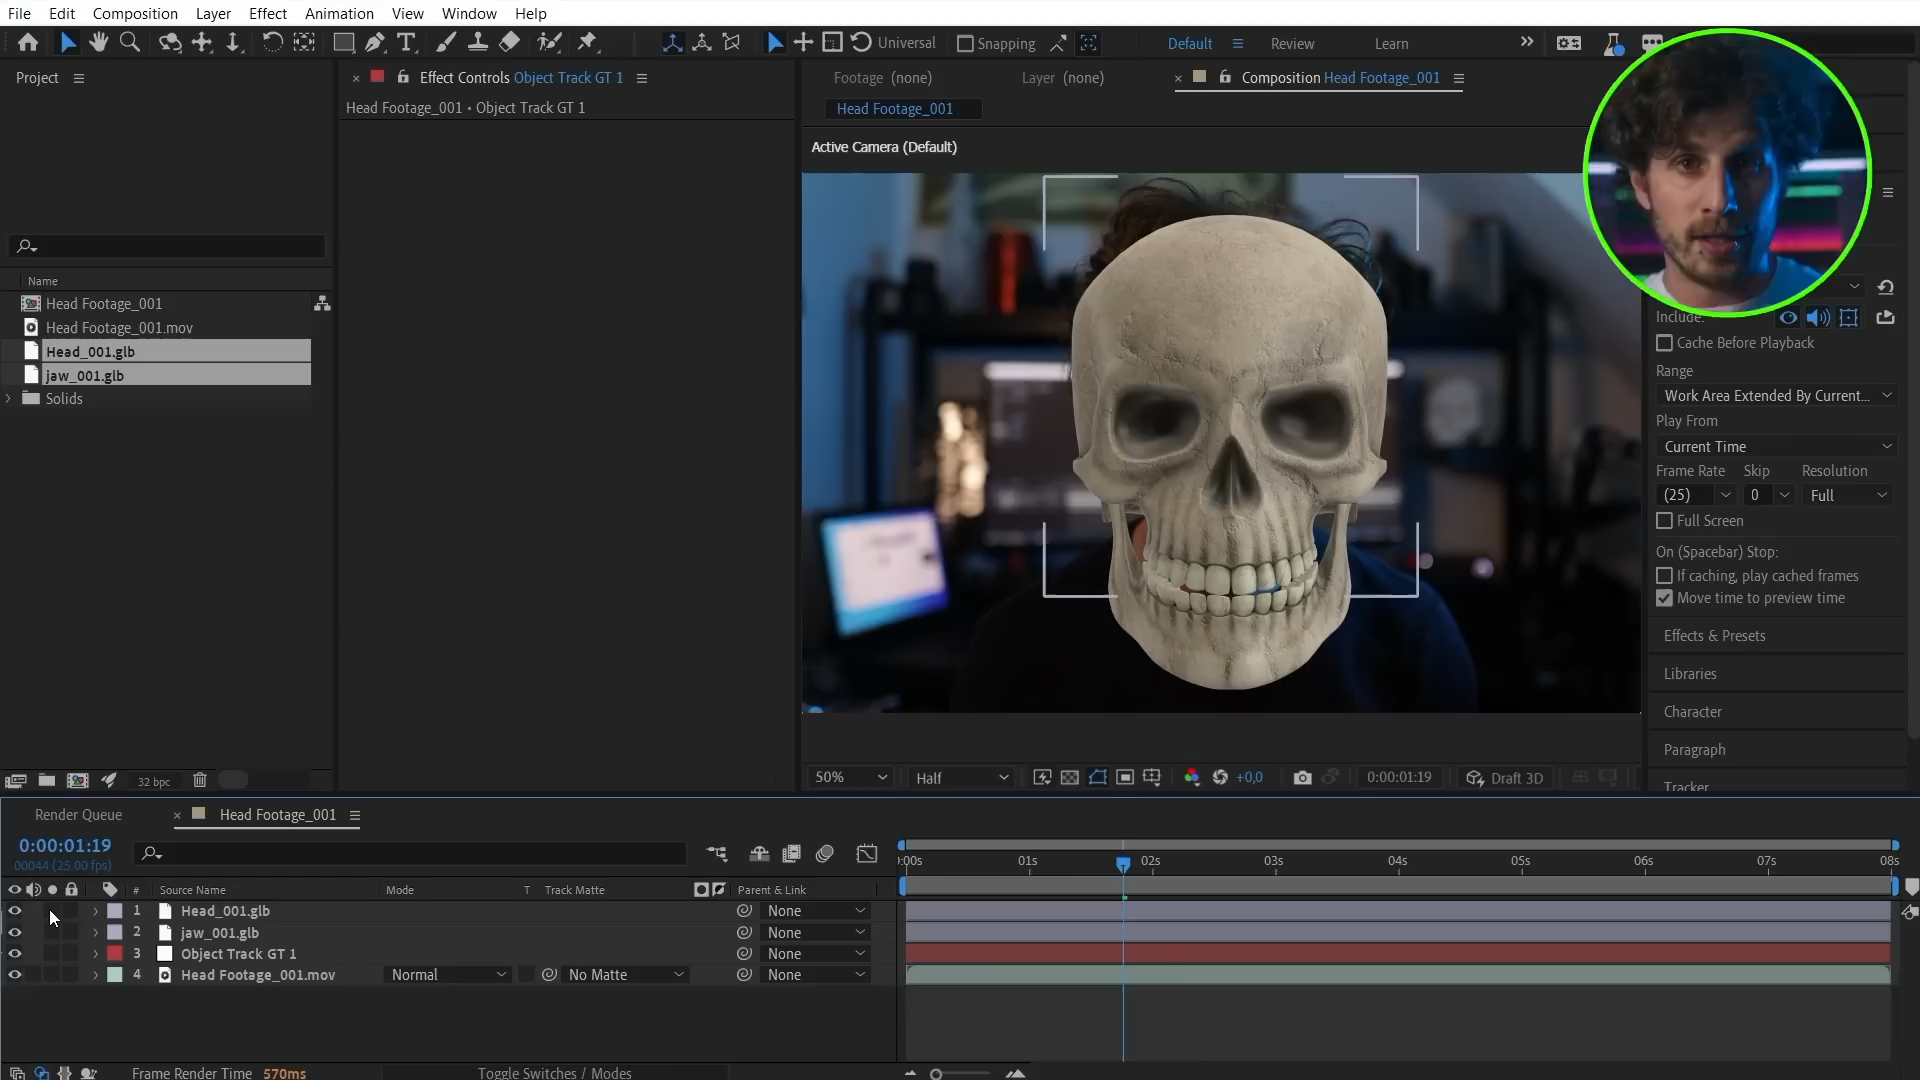 File Edit Composition Layer Effect Animation View Window Help
Universal Snapping Default Review Learn
Project
Effect Controls Object Track GT 1
Footage (none) Layer (none) Composition Head Footage_001
Head Footage_001 • Object Track GT 1
Head Footage_001
Active Camera (Default)
Name
Head Footage_001
Head Footage_001.mov
Head_001.glb
jaw_001.glb
Solids
Include:
Cache Before Playback
Range
Work Area Extended By Current...
Play From
Current Time
Frame Rate Skip Resolution
(25) 0 Full
Full Screen
On (Spacebar) Stop:
If caching, play cached frames
Move time to preview time
Effects & Presets
Libraries
Character
Paragraph
Tracker
32 bpc
50% Half +0,0 0:00:01:19 Draft 3D
Render Queue Head Footage_001
0:00:01:19
00044 (25.00 fps)
:00s 01s 02s 03s 04s 05s 06s 07s 08s
# Source Name Mode T Track Matte Parent & Link
1 Head_001.glb None
2 jaw_001.glb None
3 Object Track GT 1 None
4 Head Footage_001.mov Normal No Matte None
Frame Render Time 570ms Toggle Switches / Modes